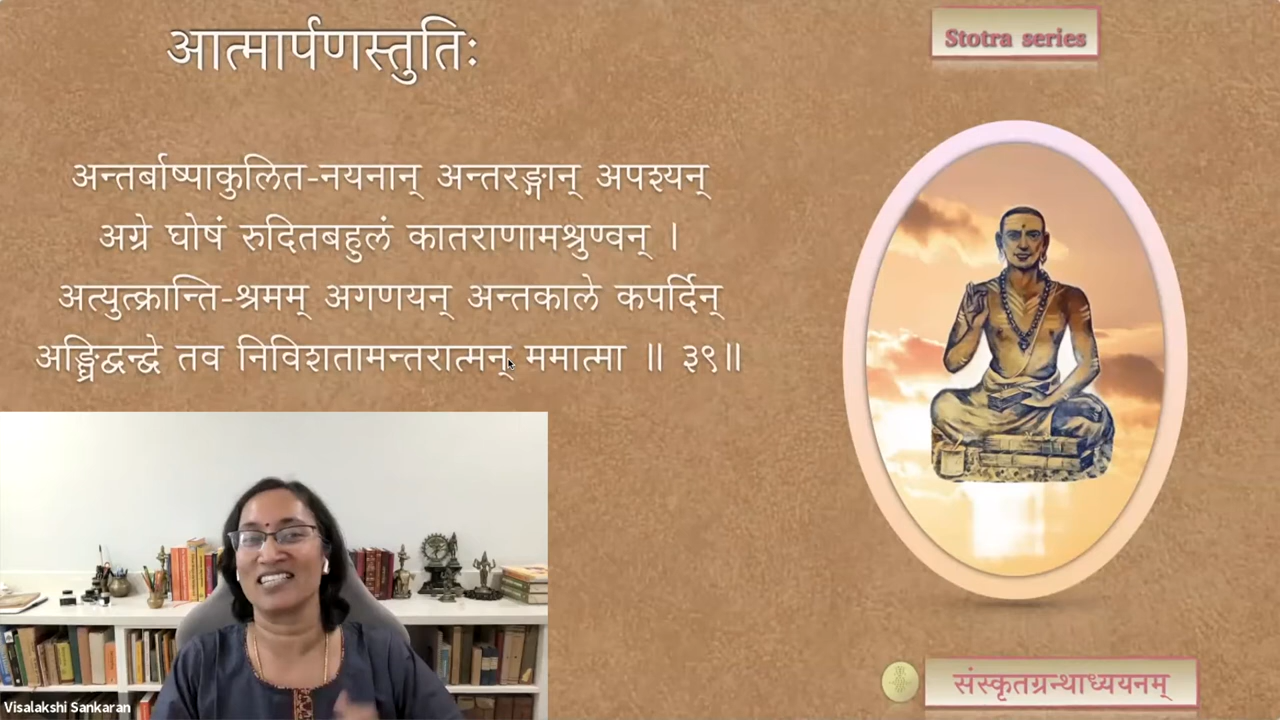 आत्मार्पणस्तुतिः
Stotra series
अन्तर्बाष्पाकुलित-नयनान् अन्तरङ्गान् अपश्यन्
अग्रे घोषं रुदितबहुलं कातराणामश्रुण्वन् ।
अत्युत्क्रान्ति-श्रमम् अगणयन् अन्तकाले कपर्दिन्
अङ्घ्रिद्वन्द्वे तव निविशतामन्तरात्मन् ममात्मा ॥ ३९॥
Visalakshi Sankaran
संस्कृतग्रन्थाध्ययनम्